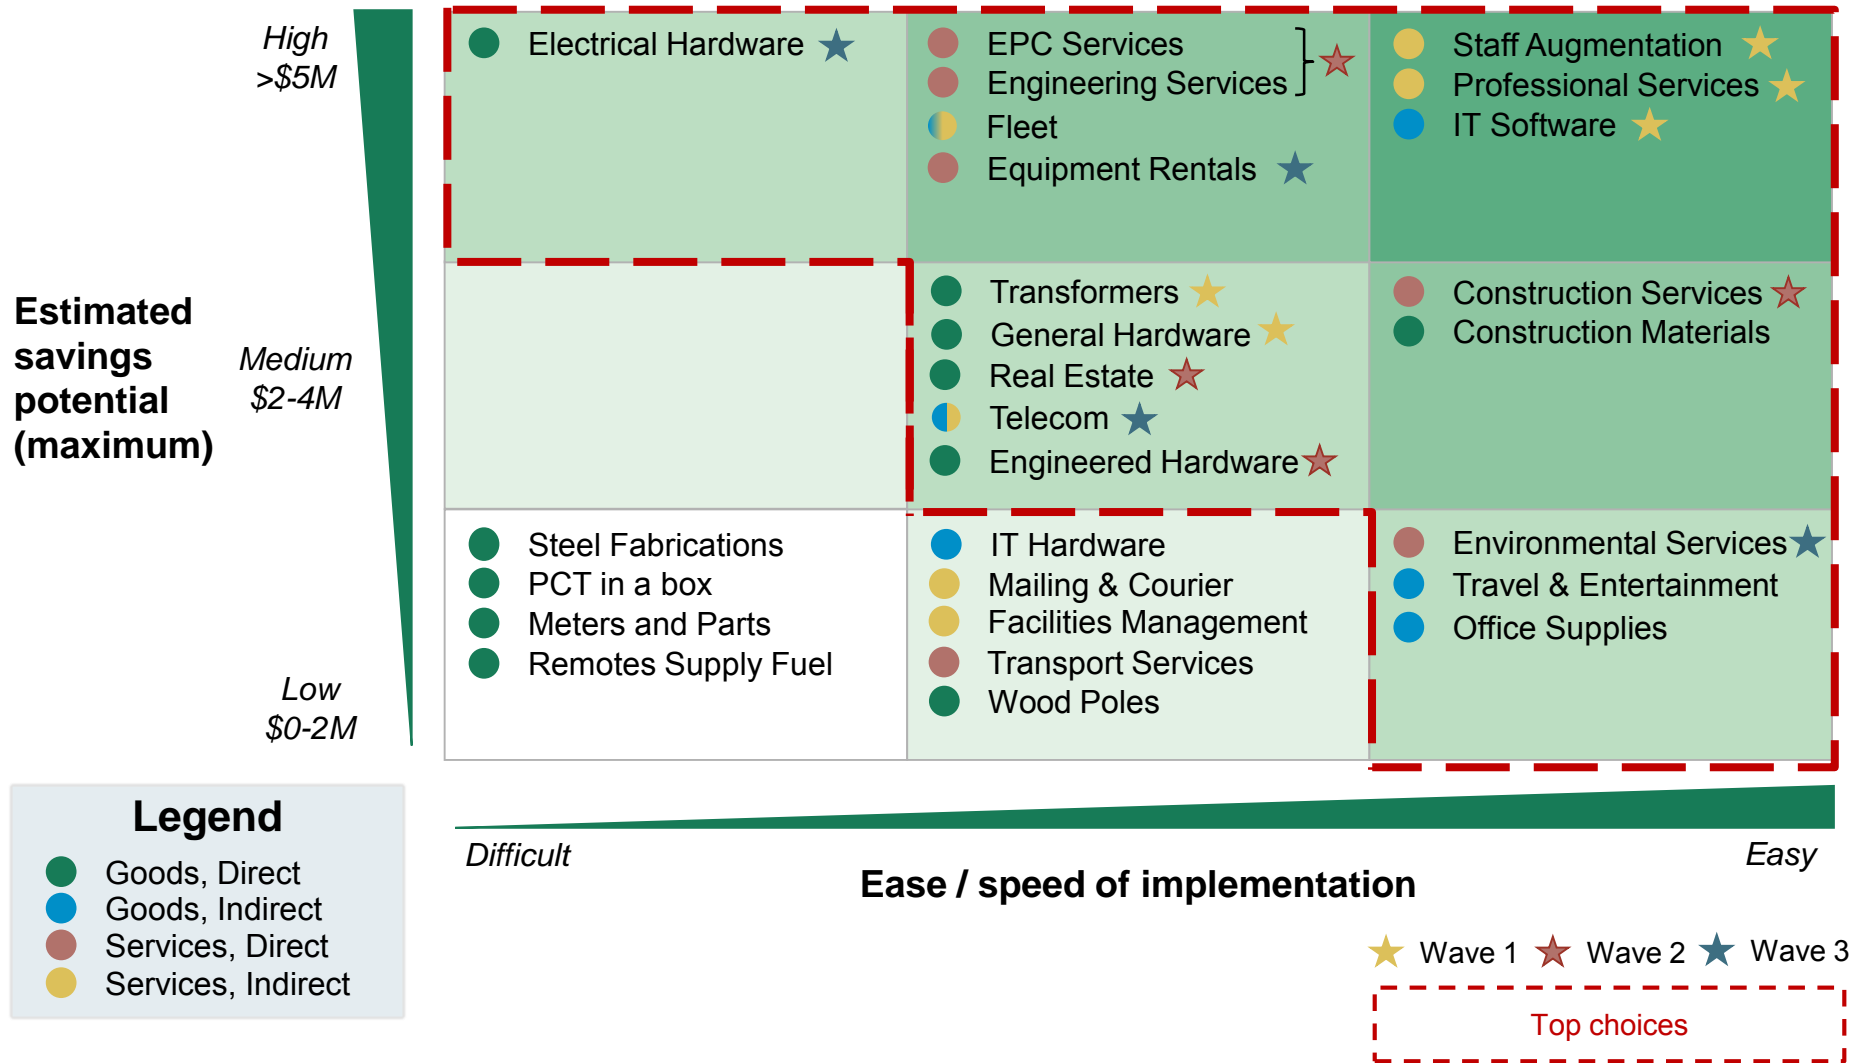 High
>$5M
Electrical Hardware
EPC Services
Engineering Services
Fleet
Equipment Rentals
Staff Augmentation
Professional Services
IT Software
Estimated
savings
potential
(maximum)
Medium
$2-4M
Transformers
General Hardware
Real Estate
Telecom
Engineered Hardware
Construction Services
Construction Materials
Low
$0-2M
Steel Fabrications
PCT in a box
Meters and Parts
Remotes Supply Fuel
IT Hardware
Mailing & Courier
Facilities Management
Transport Services
Wood Poles
Environmental Services
Travel & Entertainment
Office Supplies
Difficult
Easy
Ease / speed of implementation
Legend
Goods, Direct
Goods, Indirect
Services, Direct
Services, Indirect
Wave 1
Wave 2
Wave 3
Top choices